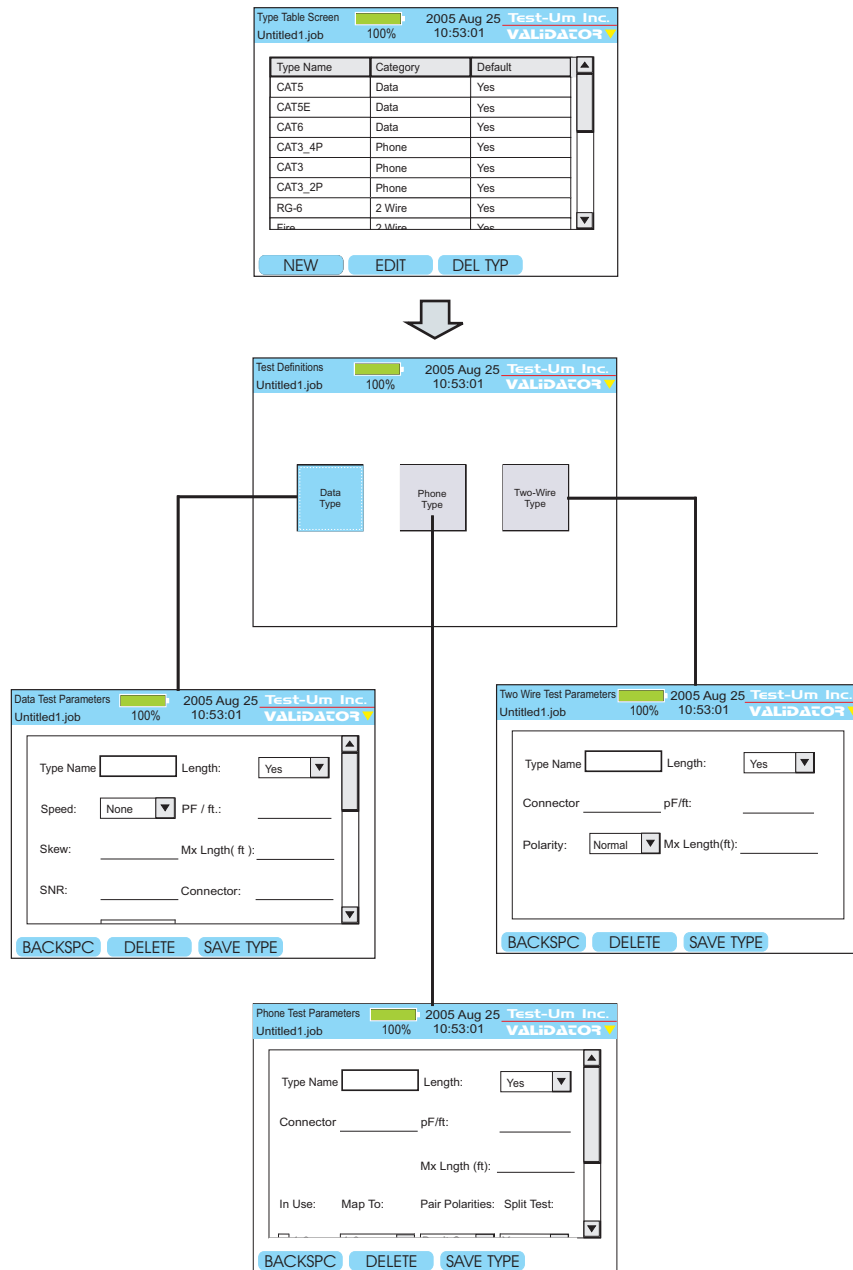 Type Table Screen 2005 Aug 25 Test-Um Inc.
Untitled1.job 100% 10:53:01 VALIDATOR
Type Name Category Default
CAT5 Data Yes
CAT5E Data Yes
CAT6 Data Yes
CAT3_4P Phone Yes
CAT3 Phone Yes
CAT3_2P Phone Yes
RG-6 2 Wire Yes
Fire 2 Wire Yes
NEW EDIT DEL TYP
Test Definitions 2005 Aug 25 Test-Um Inc.
Untitled1.job 100% 10:53:01 VALIDATOR
Data Type
Phone Type
Two-Wire Type
Data Test Parameters 2005 Aug 25 Test-Um Inc.
Untitled1.job 100% 10:53:01 VALIDATOR
Type Name Length: Yes
Speed: None PF / ft.:
Skew: Mx Lngth( ft ):
SNR: Connector:
BACKSPC DELETE SAVE TYPE
Two Wire Test Parameters 2005 Aug 25 Test-Um Inc.
Untitled1.job 100% 10:53:01 VALIDATOR
Type Name Length: Yes
Connector pF/ft:
Polarity: Normal Mx Length(ft):
BACKSPC DELETE SAVE TYPE
Phone Test Parameters 2005 Aug 25 Test-Um Inc.
Untitled1.job 100% 10:53:01 VALIDATOR
Type Name Length: Yes
Connector pF/ft:
Mx Lngth (ft):
In Use: Map To: Pair Polarities: Split Test:
BACKSPC DELETE SAVE TYPE